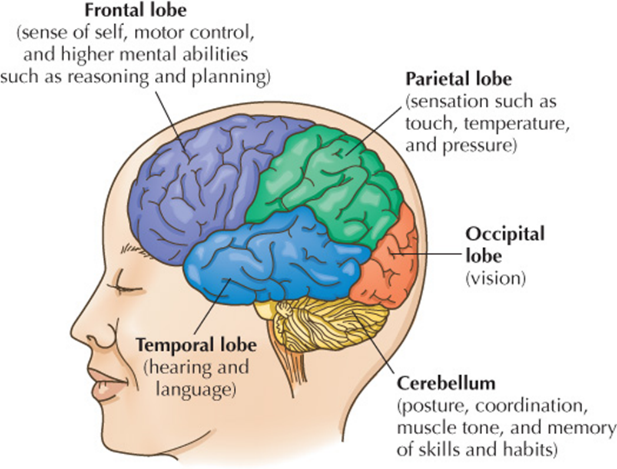 Frontal lobe
(sense of self, motor control,
and higher mental abilities
such as reasoning and planning)
Parietal lobe
(sensation such as
touch, temperature,
and pressure)
Occipital
lobe
(vision)
Temporal lobe
(hearing and
language)
Cerebellum
(posture, coordination,
muscle tone, and memory
of skills and habits)